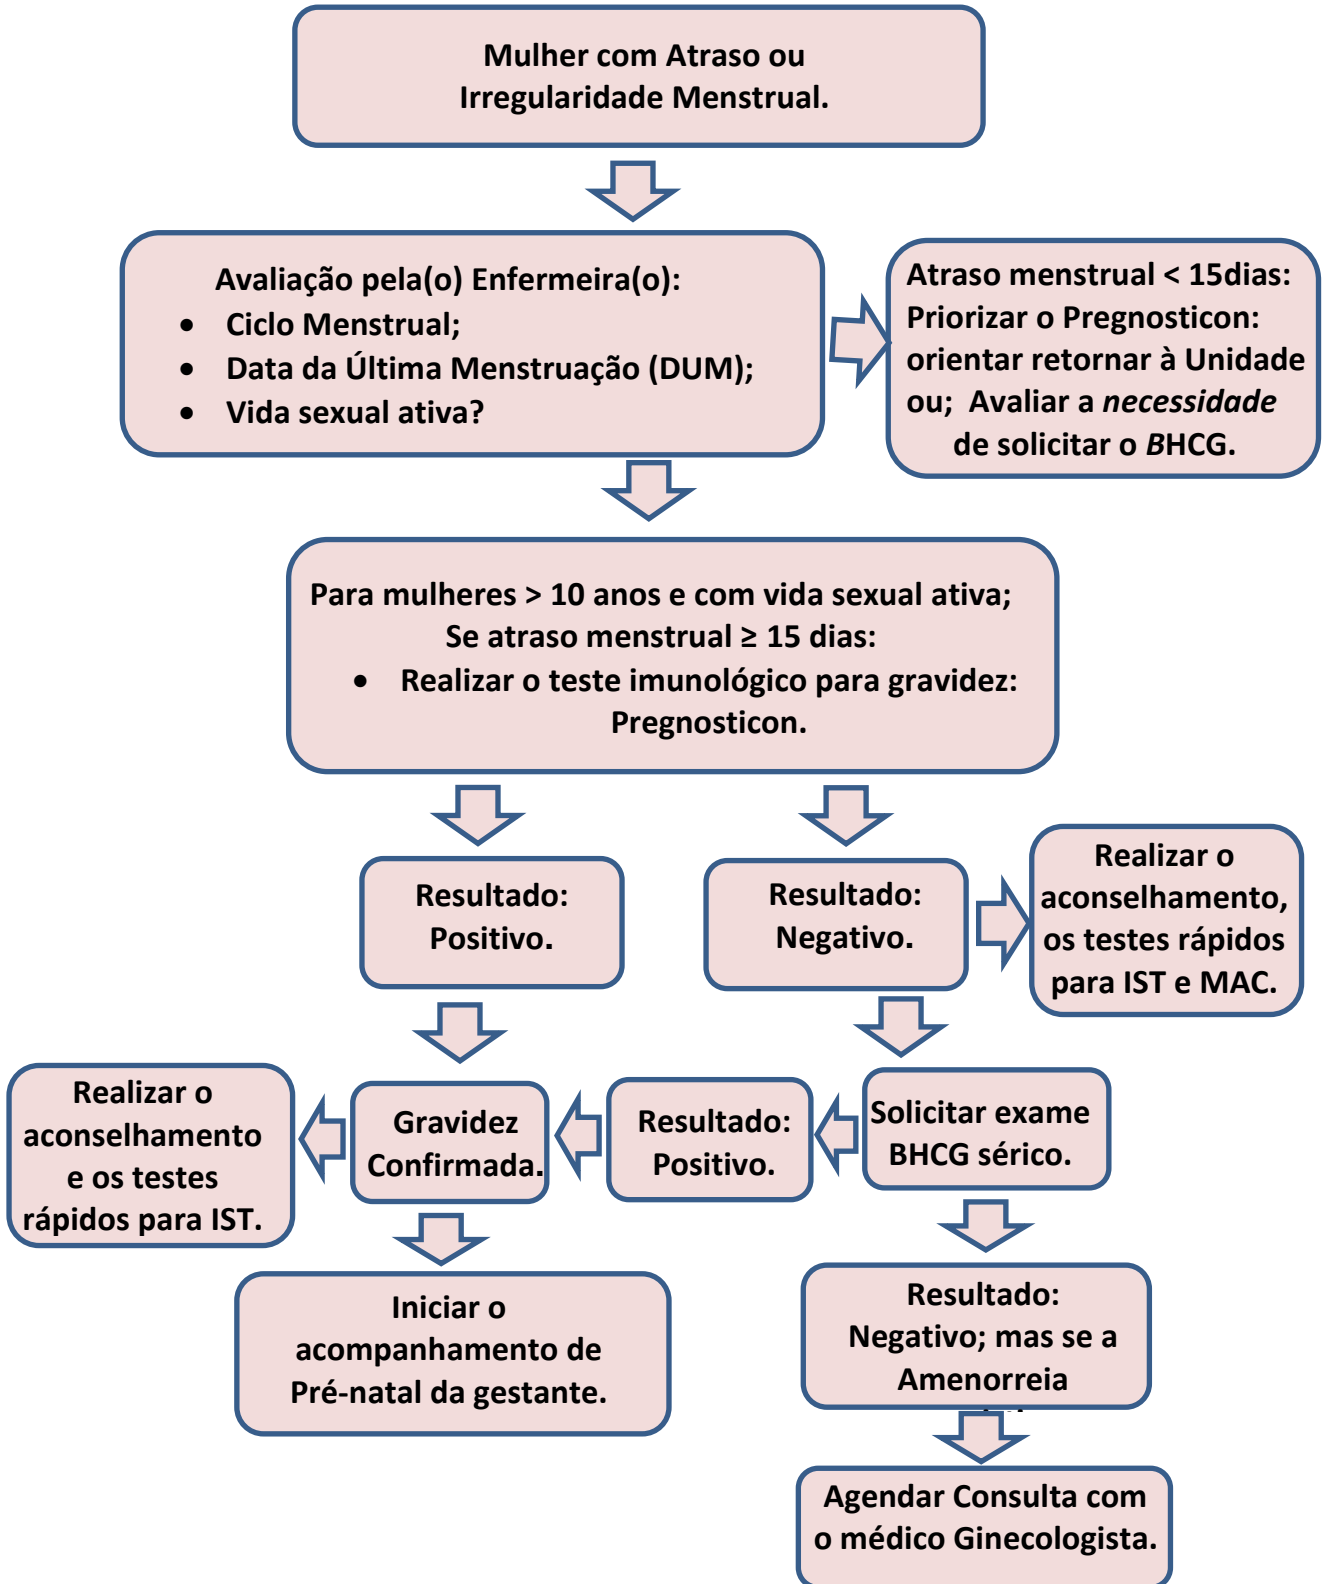 Mulher com Atraso ou
Irregularidade Menstrual.
Avaliação pela(o) Enfermeira(o):
• Ciclo Menstrual;
• Data da Última Menstruação (DUM);
• Vida sexual ativa?
Atraso menstrual < 15dias:
Priorizar o Pregnosticon:
orientar retornar à Unidade
ou; Avaliar a necessidade
de solicitar o BHCG.
Para mulheres > 10 anos e com vida sexual ativa;
Se atraso menstrual ≥ 15 dias:
• Realizar o teste imunológico para gravidez:
Pregnosticon.
Resultado:
Positivo.
Resultado:
Negativo.
Realizar o
aconselhamento,
os testes rápidos
para IST e MAC.
Realizar o
aconselhamento
e os testes
rápidos para IST.
Gravidez
Confirmada.
Resultado:
Positivo.
Solicitar exame
BHCG sérico.
Iniciar o
acompanhamento de
Pré-natal da gestante.
Resultado:
Negativo; mas se a
Amenorreia
Agendar Consulta com
o médico Ginecologista.